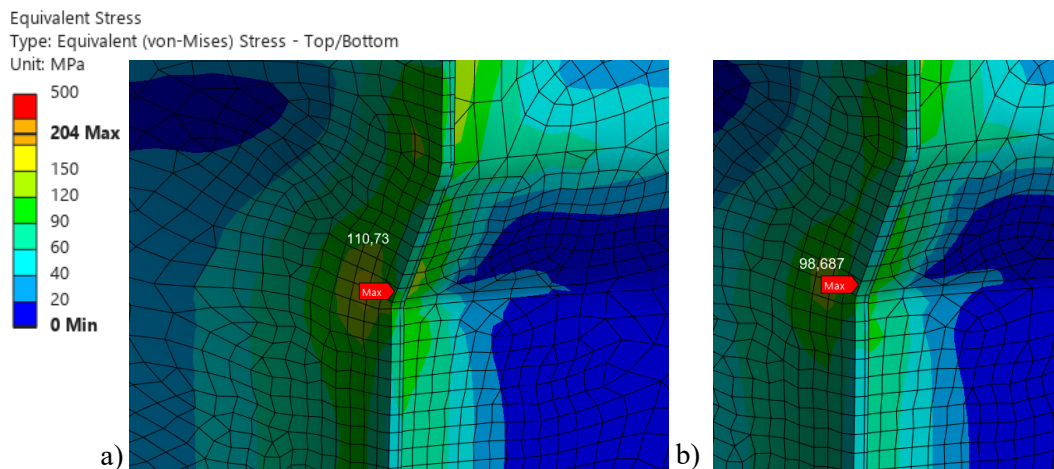 Equivalent Stress
Type: Equivalent (von-Mises) Stress - Top/Bottom
Unit: MPa
500
204 Max
150
120
90
60
40
20
0 Min
110,73
Max
a)
98,687
Max
b)